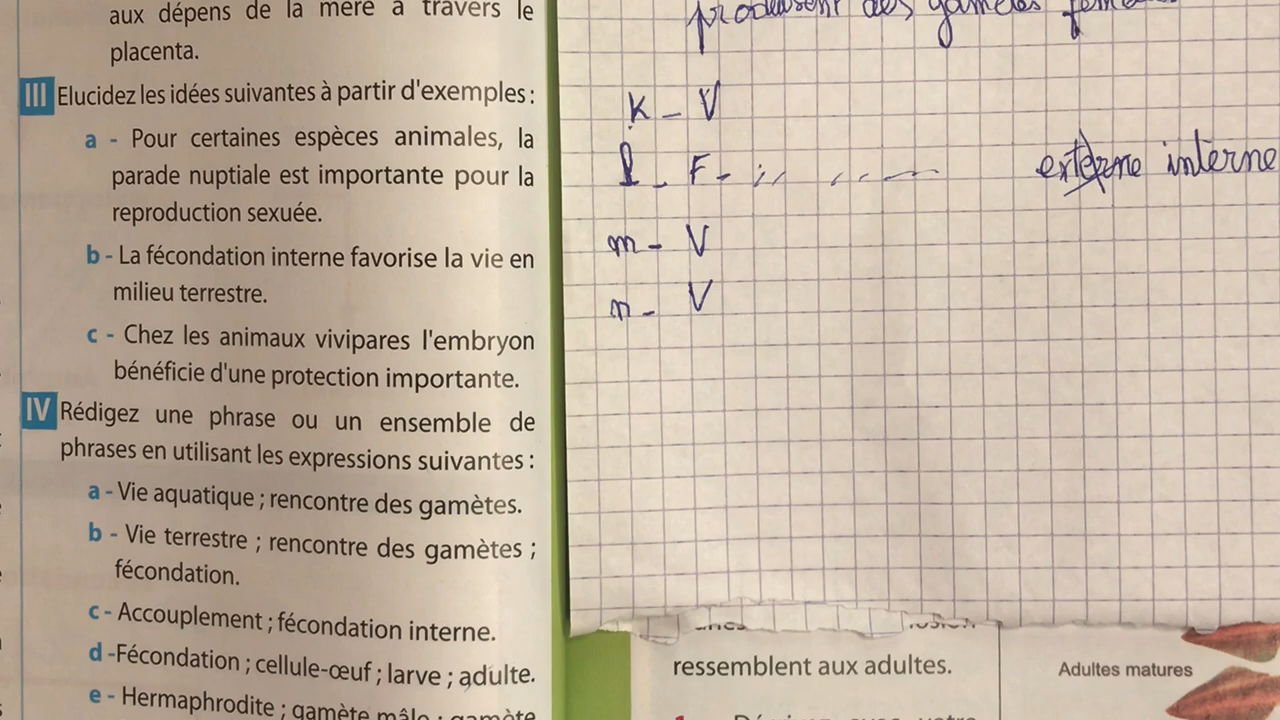 aux dépens de la mère à travers le
placenta.
III Elucidez les idées suivantes à partir d'exemples :
a - Pour certaines espèces animales, la
parade nuptiale est importante pour la
reproduction sexuée.
b - La fécondation interne favorise la vie en
milieu terrestre.
c - Chez les animaux vivipares l'embryon
bénéficie d'une protection importante.
IV Rédigez une phrase ou un ensemble de
phrases en utilisant les expressions suivantes :
a - Vie aquatique ; rencontre des gamètes.
b - Vie terrestre ; rencontre des gamètes ;
fécondation.
c - Accouplement ; fécondation interne.
d -Fécondation ; cellule-œuf ; larve ; adulte.
e - Hermaphrodite ; gamète mâle ; gamète
produisent des gamètes
k - V
l - F - externe interne
m - V
n - V
ressemblent aux adultes.
Adultes matures